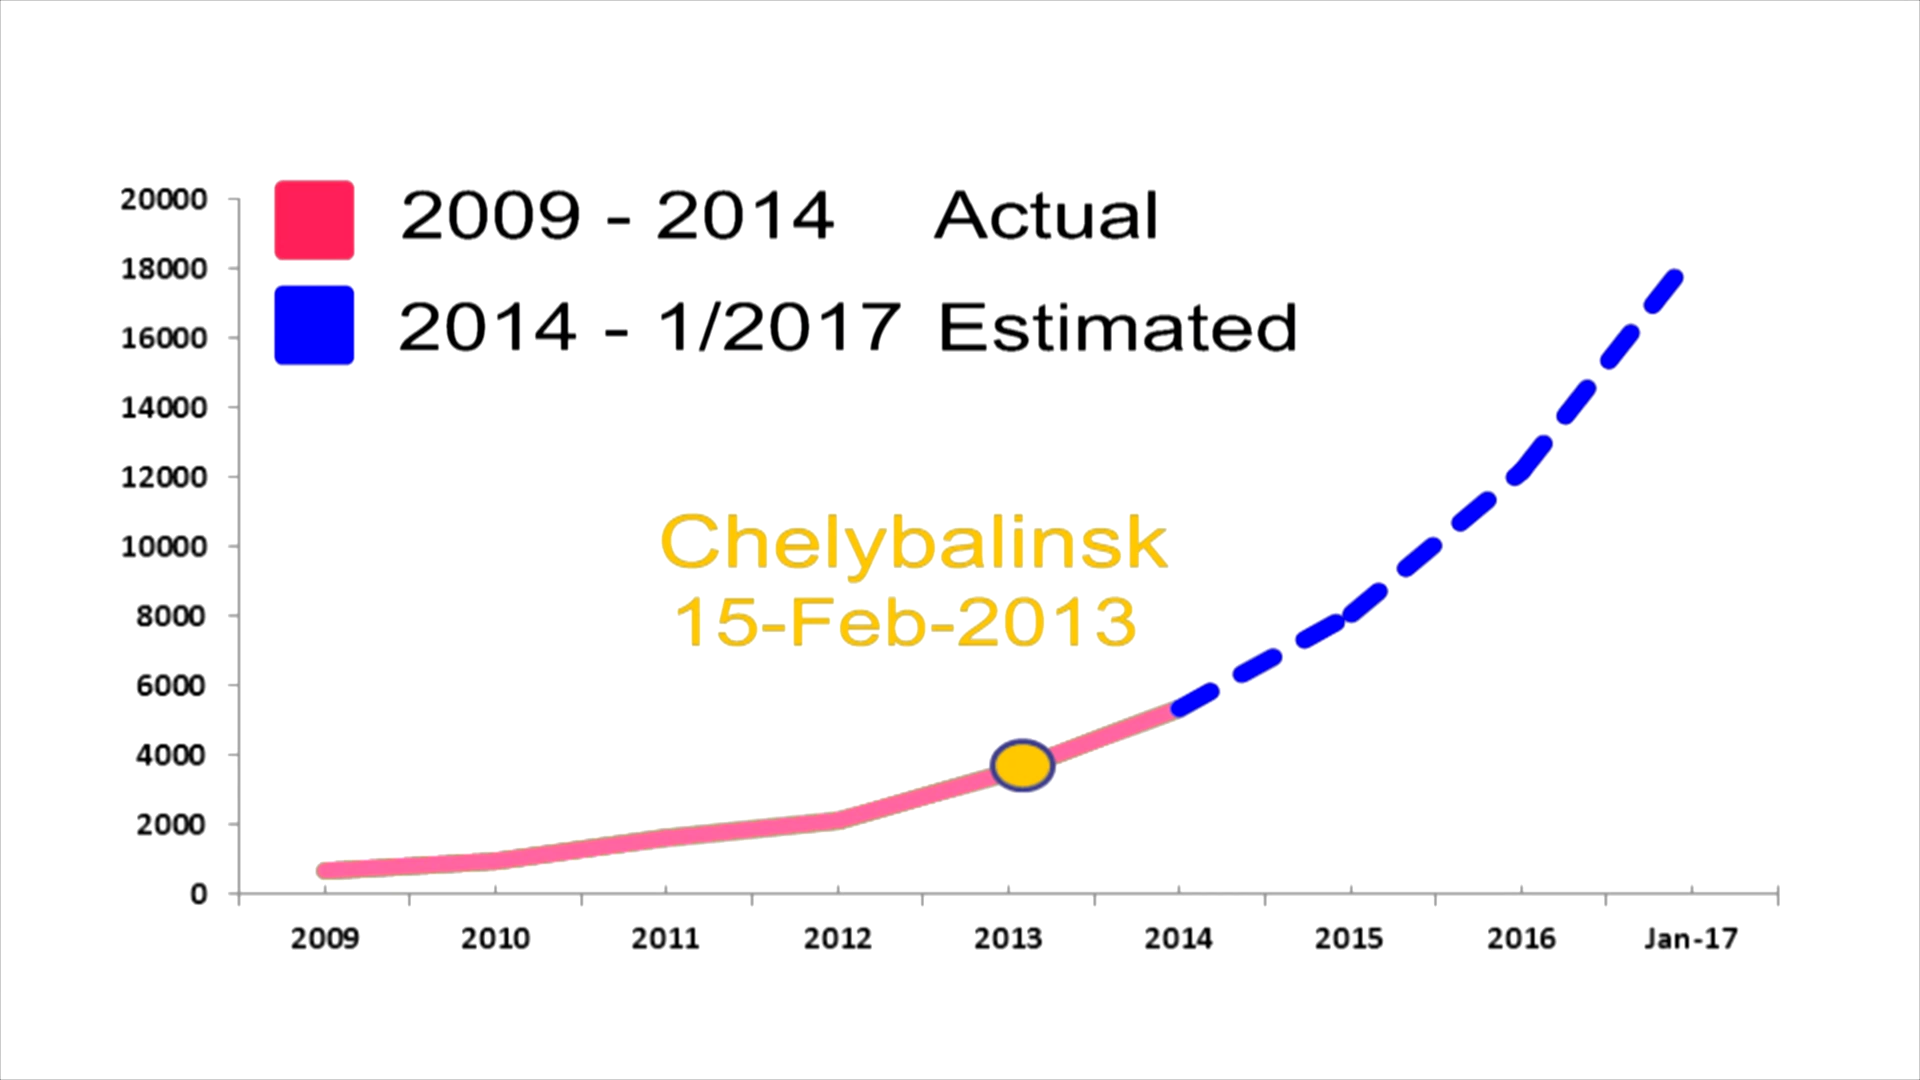 20000
18000
16000
14000
12000
10000
8000
6000
4000
2000
0
2009 - 2014 Actual
2014 - 1/2017 Estimated
Chelybalinsk
15-Feb-2013
2009 2010 2011 2012 2013 2014 2015 2016 Jan-17